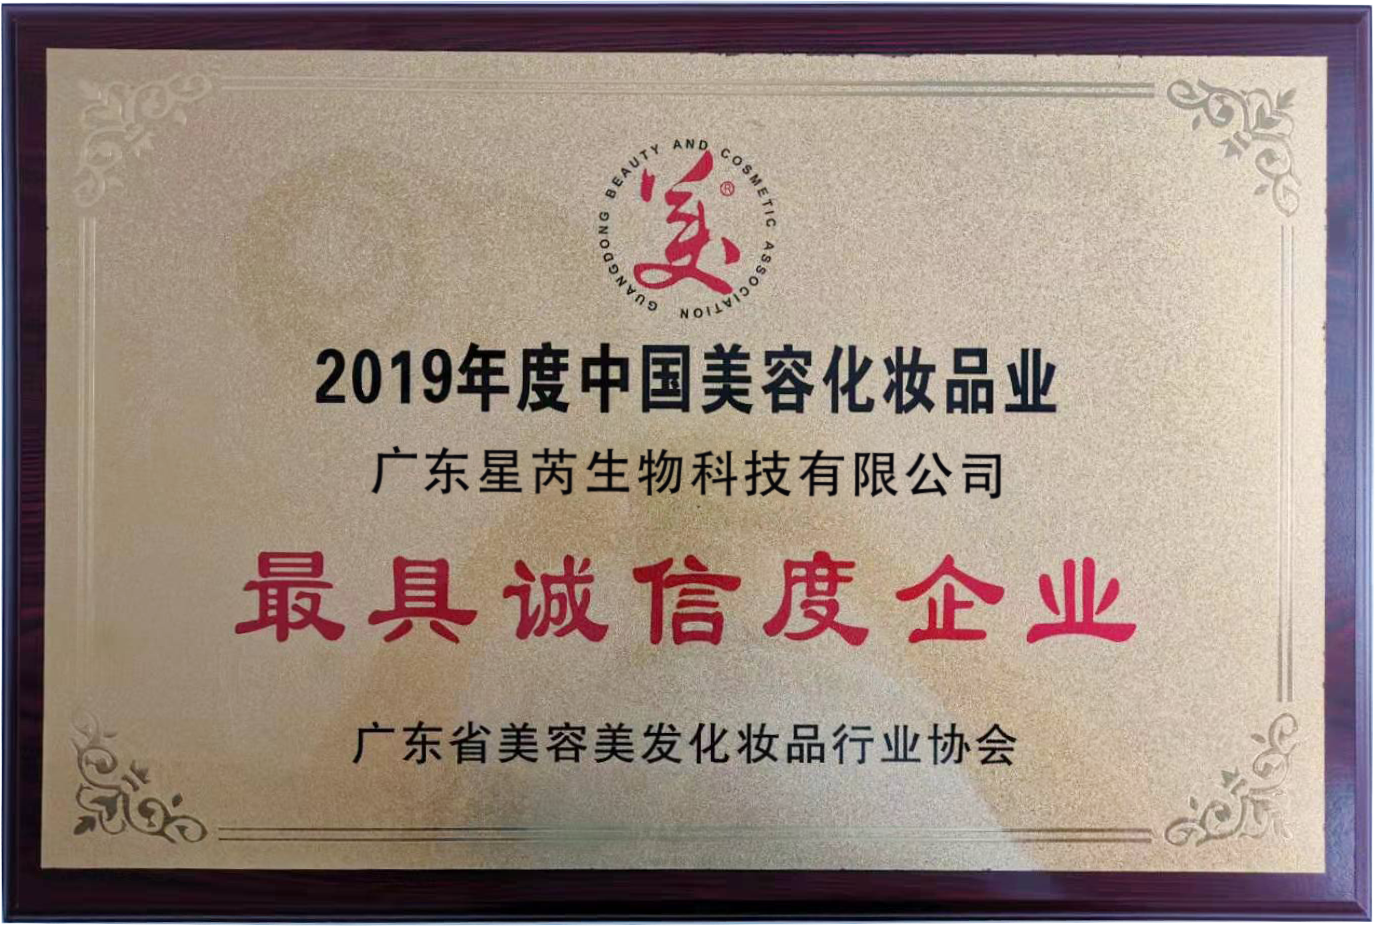 GUANGDONG BEAUTY AND COSMETIC ASSOCIATION
美®
2019年度中国美容化妆品业
广东星芮生物科技有限公司
最具诚信度企业
广东省美容美发化妆品行业协会